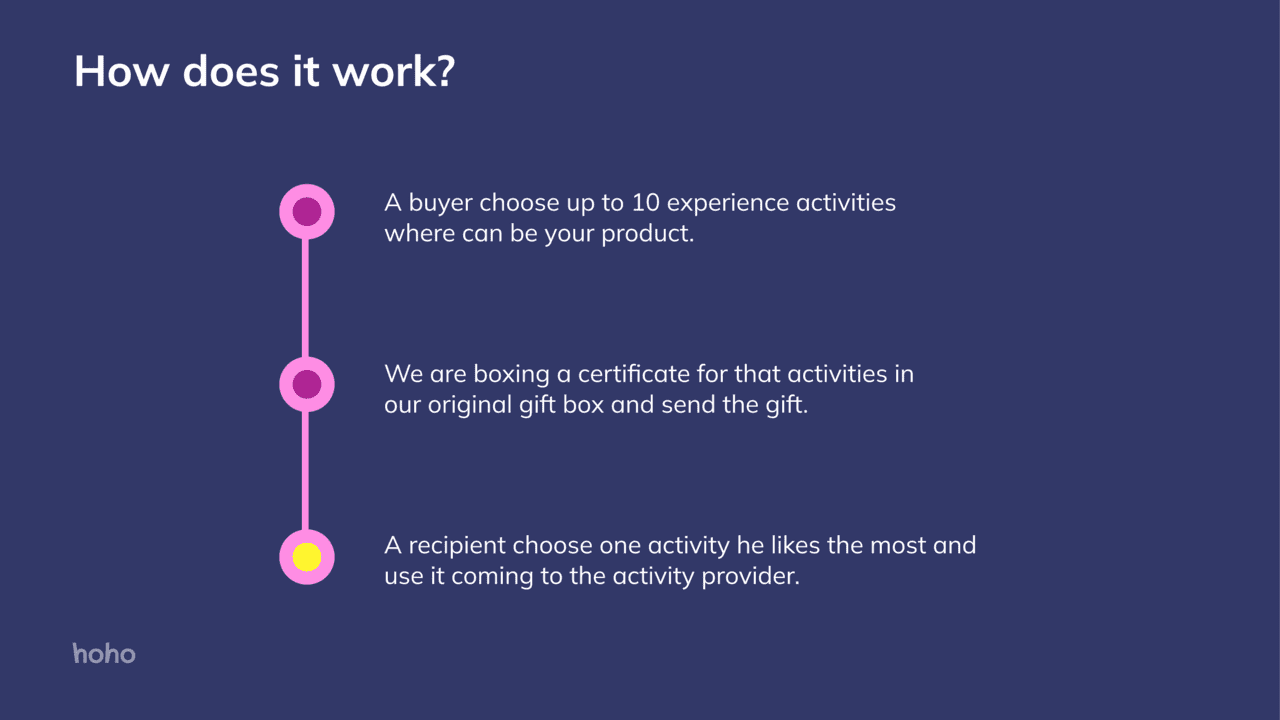 How does it work?
A buyer choose up to 10 experience activities
where can be your product.
We are boxing a certificate for that activities in
our original gift box and send the gift.
A recipient choose one activity he likes the most and
use it coming to the activity provider.
hoho